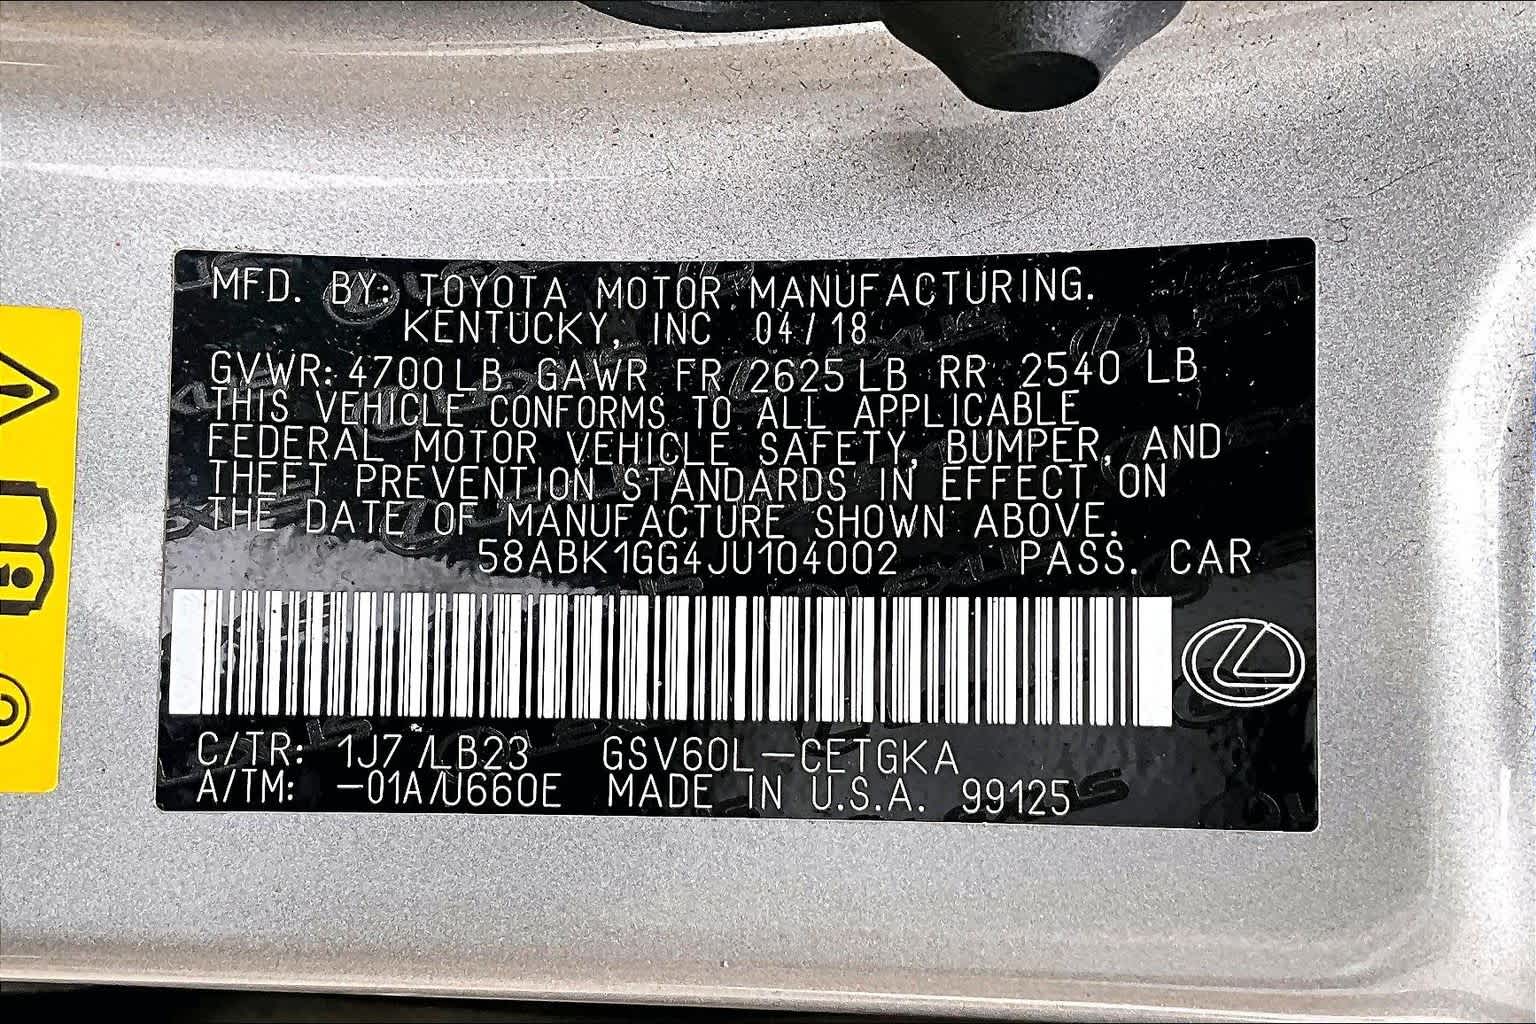 MFD. BY: TOYOTA MOTOR MANUFACTURING.
KENTUCKY, INC 04/18
GVWR: 4700LB GAWR FR 2625LB RR 2540 LB
THIS VEHICLE CONFORMS TO ALL APPLICABLE
FEDERAL MOTOR VEHICLE SAFETY, BUMPER, AND
THEFT PREVENTION STANDARDS IN EFFECT ON
THE DATE OF MANUFACTURE SHOWN ABOVE.
58ABK1GG4JU104002 PASS. CAR
C/TR: 1J7/LB23 GSV60L-CETGKA
A/TM: -01A/U660E MADE IN U.S.A. 99125